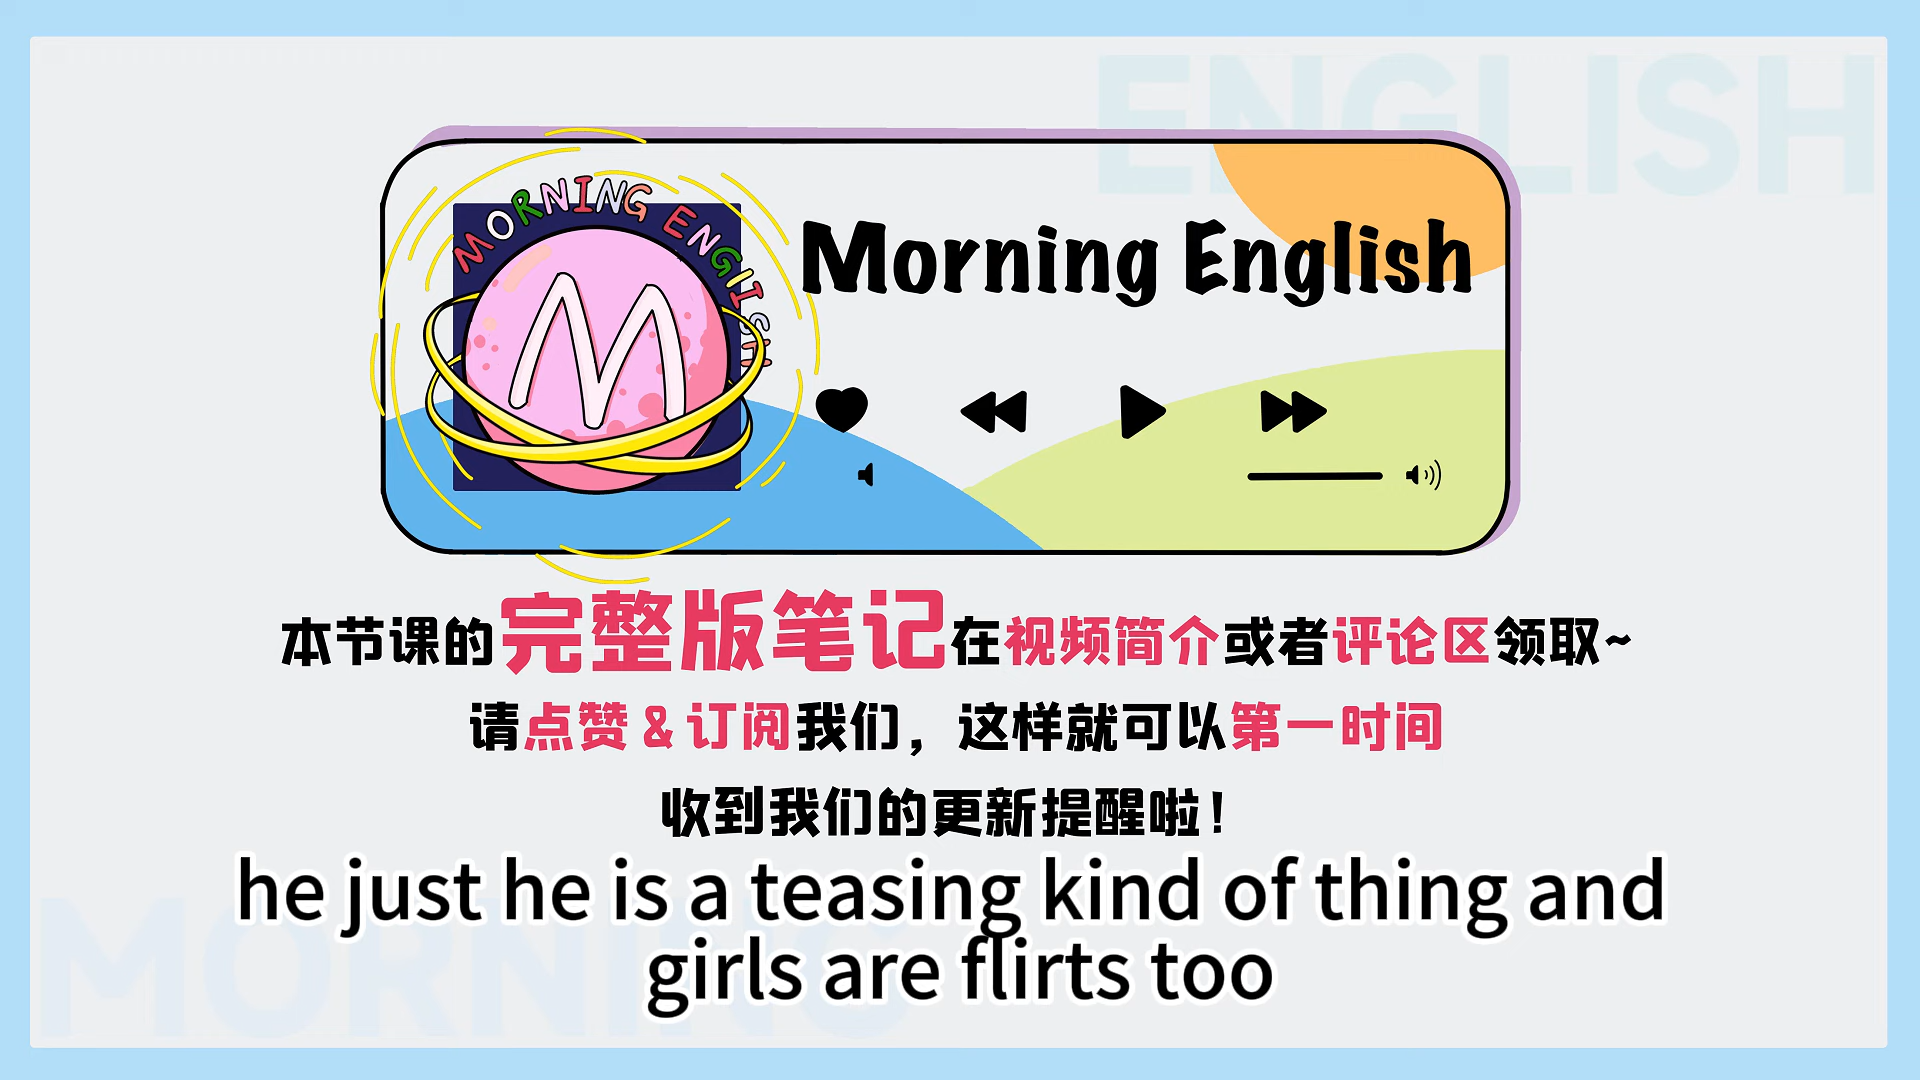 ENGLISH
MORNING ENGLISH
M
Morning English
本节课的完整版笔记在视频简介或者评论区领取~
请点赞&订阅我们，这样就可以第一时间
收到我们的更新提醒啦！
he just he is a teasing kind of thing and
girls are flirts too
MORNING